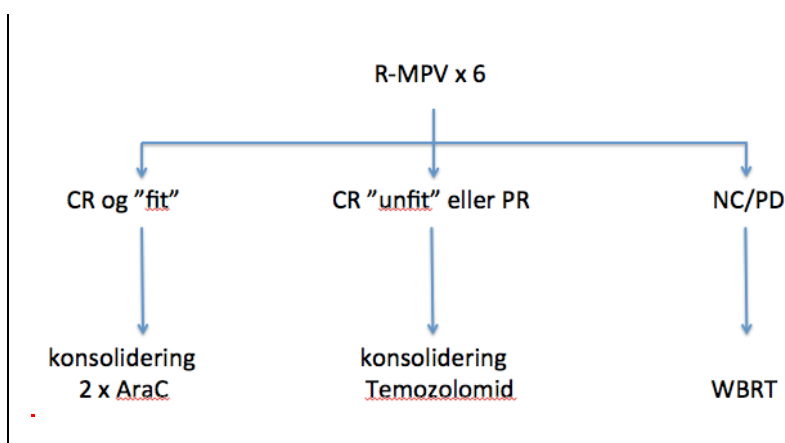 R-MPV x 6
CR og ”fit”
CR ”unfit” eller PR
NC/PD
konsolidering
2 x AraC
konsolidering
Temozolomid
WBRT